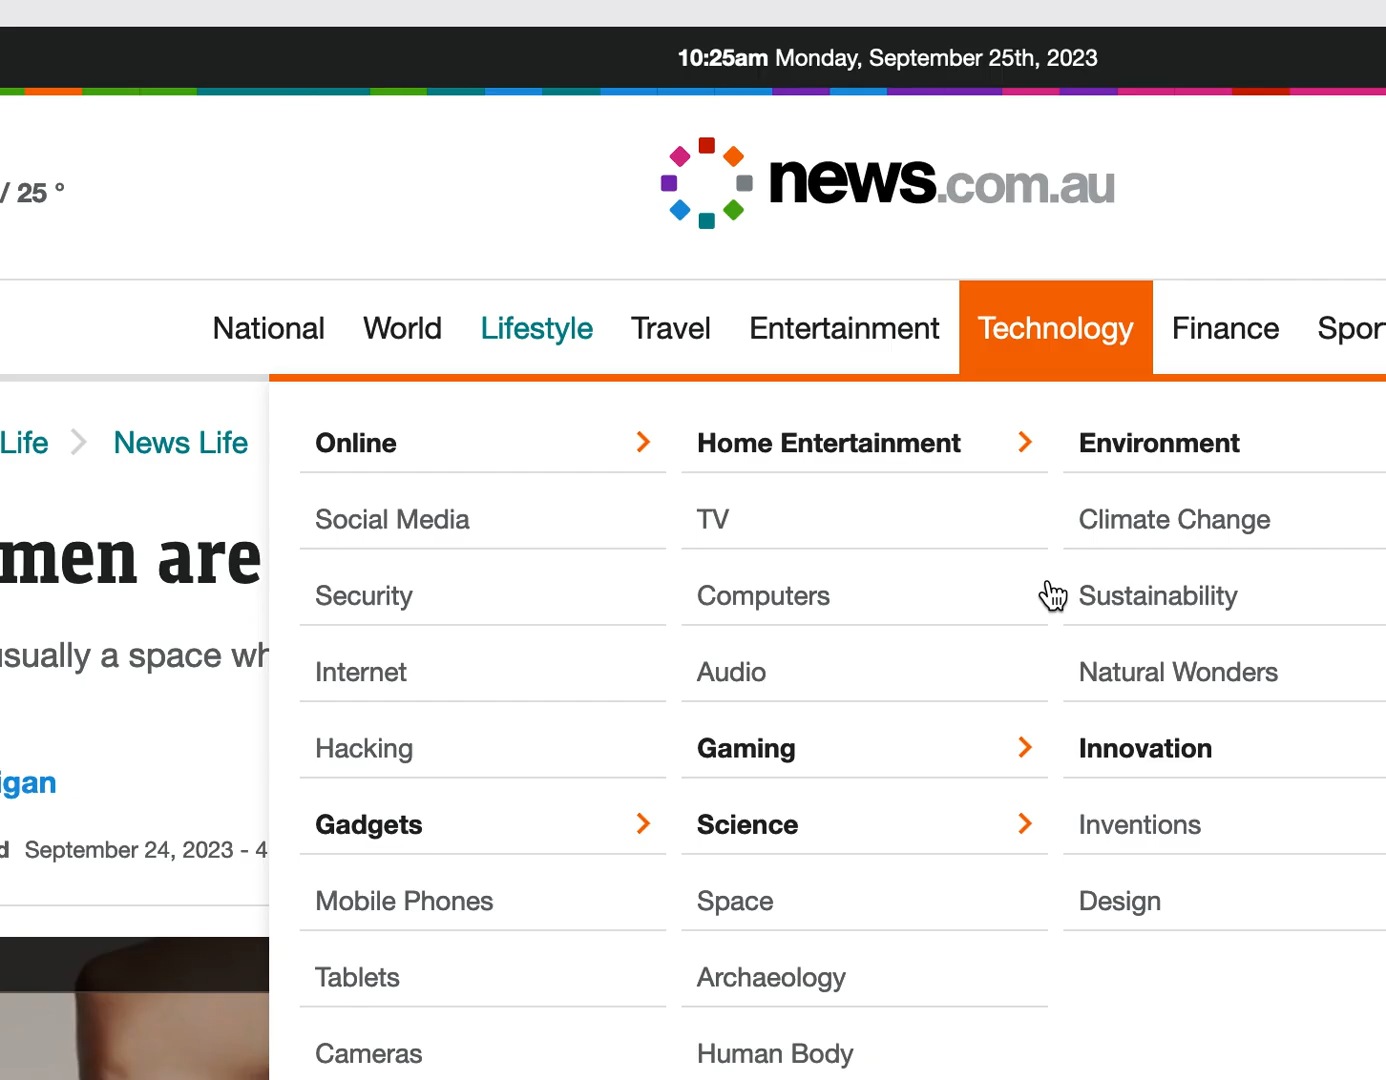 10:25am Monday, September 25th, 2023
/ 25 °
news.com.au
National World Lifestyle Travel Entertainment Technology Finance Spor
Life News Life
men are
usually a space wh
igan
d September 24, 2023 - 4
Online
Social Media
Security
Internet
Hacking
Gadgets
Mobile Phones
Tablets
Cameras
Home Entertainment
TV
Computers
Audio
Gaming
Science
Space
Archaeology
Human Body
Environment
Climate Change
Sustainability
Natural Wonders
Innovation
Inventions
Design